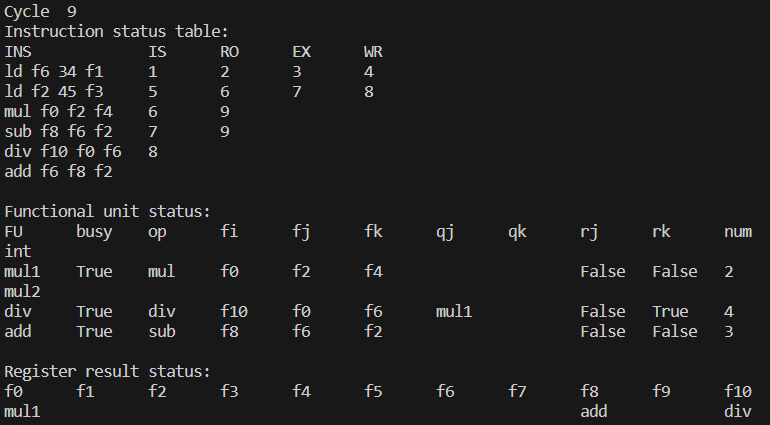 Cycle  9
Instruction status table:
INS IS RO EX WR
ld f6 34 f1 1 2 3 4
ld f2 45 f3 5 6 7 8
mul f0 f2 f4 6 9
sub f8 f6 f2 7 9
div f10 f0 f6 8
add f6 f8 f2
Functional unit status:
FU busy op fi fj fk qj qk rj rk num
int
mul1 True mul f0 f2 f4 False False 2
mul2
div True div f10 f0 f6 mul1 False True 4
add True sub f8 f6 f2 False False 3
Register result status:
f0 f1 f2 f3 f4 f5 f6 f7 f8 f9 f10
mul1 add div